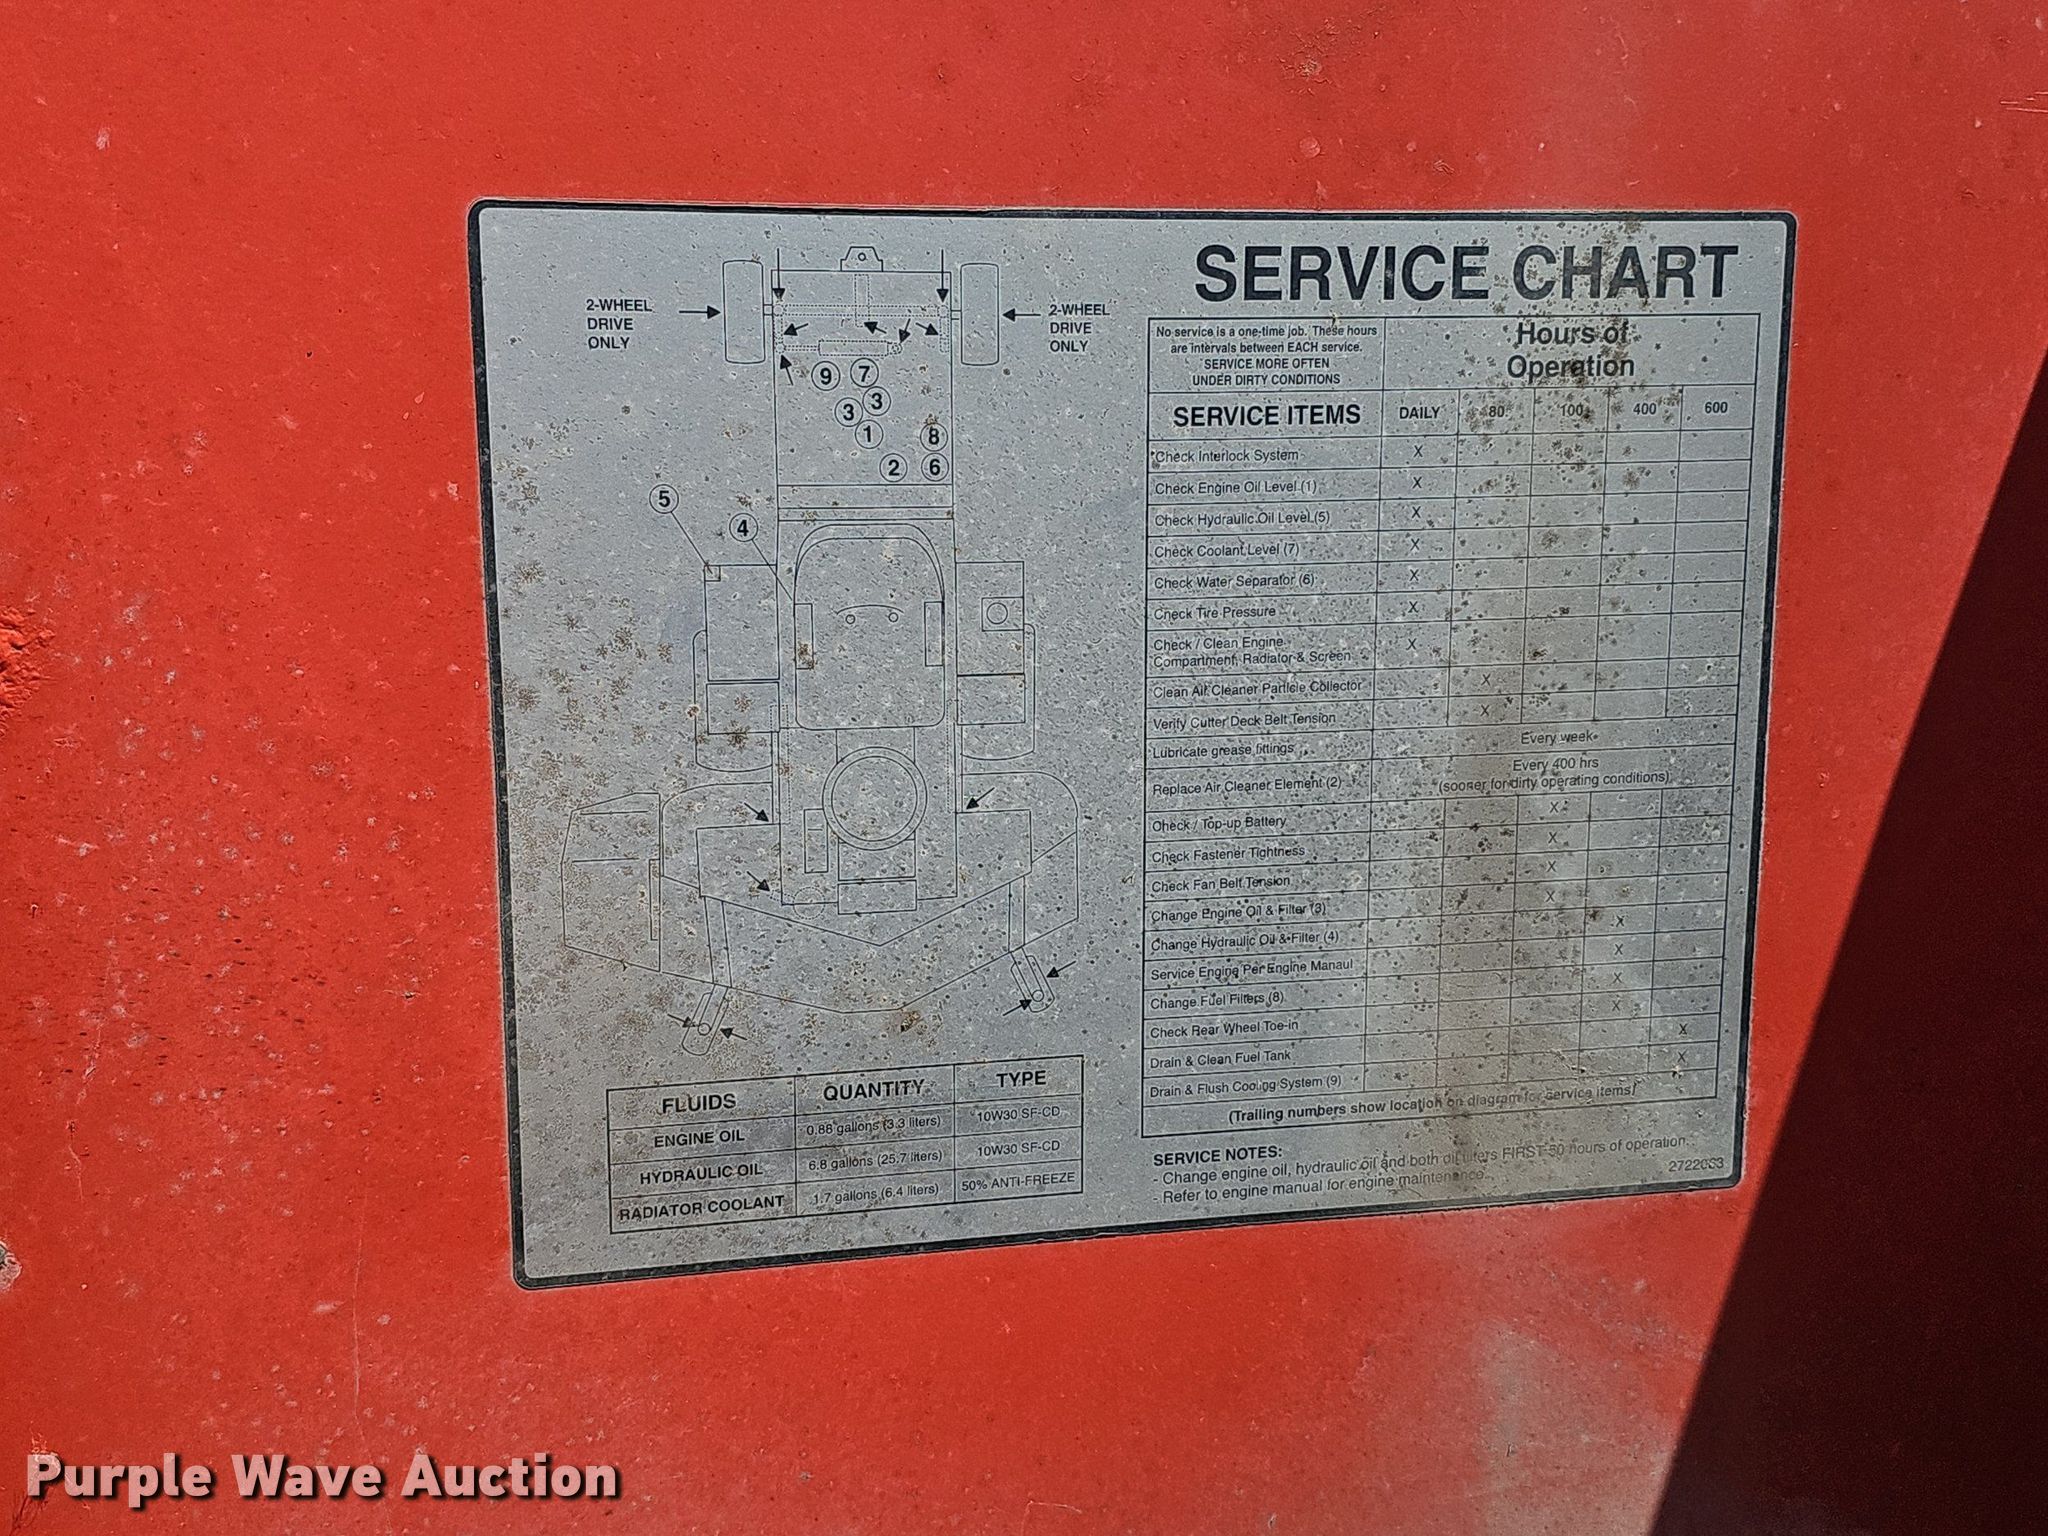 SERVICE CHART
2-WHEEL
DRIVE
ONLY
2-WHEEL
DRIVE
ONLY
9 7
3 3
1 8
2 6
5
4
No service is a one-time job. These hours
are intervals between EACH service.
SERVICE MORE OFTEN
UNDER DIRTY CONDITIONS
Hours of
Operation
SERVICE ITEMS DAILY 80 100 400 600
Check Interlock System X
Check Engine Oil Level (1) X
Check Hydraulic Oil Level (5) X
Check Coolant Level (7) X
Check Water Separator (6) X
Check Tire Pressure X
Check / Clean Engine
Compartment, Radiator & Screen X
Clean Air Cleaner Particle Collector X
Verify Cutter Deck Belt Tension X
Lubricate grease fittings Every week
Replace Air Cleaner Element (2) Every 400 hrs
(sooner for dirty operating conditions)
Check / Top-up Battery X
Check Fastener Tightness X
Check Fan Belt Tension X
Change Engine Oil & Filter (3) X
Change Hydraulic Oil & Filter (4) X
Service Engine Per Engine Manaul X
Change Fuel Filters (8) X
Check Rear Wheel Toe-in X
Drain & Clean Fuel Tank X
Drain & Flush Cooling System (9) X
(Trailing numbers show location on diagram for service items)
SERVICE NOTES:
- Change engine oil, hydraulic oil and both oil filters FIRST 50 hours of operation.
- Refer to engine manual for engine maintenance.
FLUIDS QUANTITY TYPE
ENGINE OIL 0.88 gallons (3.3 liters) 10W30 SF-CD
HYDRAULIC OIL 6.8 gallons (25.7 liters) 10W30 SF-CD
RADIATOR COOLANT 1.7 gallons (6.4 liters) 50% ANTI-FREEZE
Purple Wave Auction